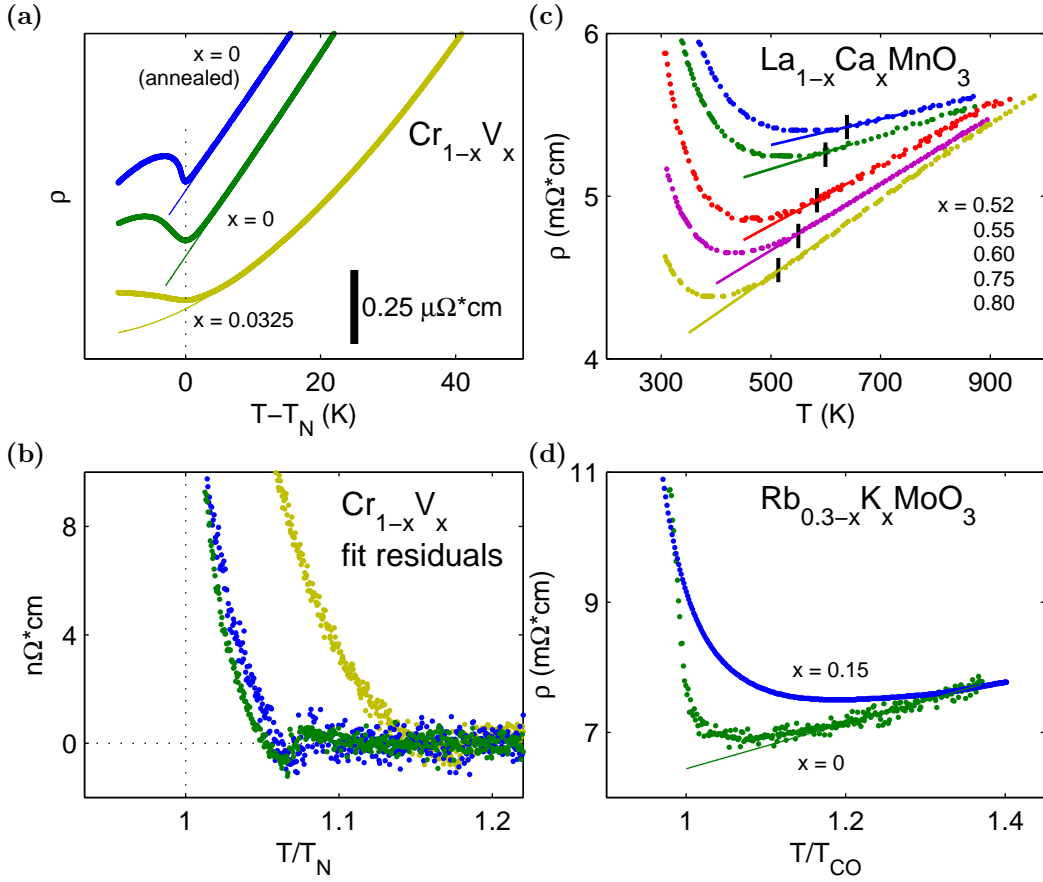 (a)
x = 0
(annealed)
Cr1−xVx
ρ
x = 0
0.25 μΩ*cm
x = 0.0325
0 20 40
T−TN (K)
(c)
6
La1−xCaxMnO3
ρ (mΩ*cm)
5
x = 0.52
0.55
0.60
0.75
0.80
4
300 500 700 900
T (K)
(b)
Cr1−xVx
fit residuals
8
nΩ*cm
4
0
1 1.1 1.2
T/TN
(d)
11
Rb0.3−xKxMoO3
9
ρ (mΩ*cm)
x = 0.15
7
x = 0
1 1.2 1.4
T/TCO